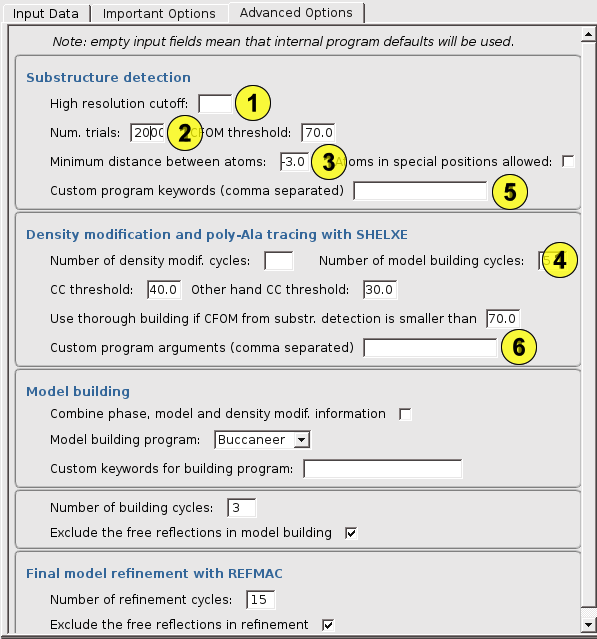 Input Data Important Options Advanced Options
Note: empty input fields mean that internal program defaults will be used.
Substructure detection
High resolution cutoff: 1
Num. trials: 2000 2 CFOM threshold: 70.0
Minimum distance between atoms: -3.0 3 Atoms in special positions allowed:
Custom program keywords (comma separated) 5
Density modification and poly-Ala tracing with SHELXE
Number of density modif. cycles: Number of model building cycles: 4
CC threshold: 40.0 Other hand CC threshold: 30.0
Use thorough building if CFOM from substr. detection is smaller than 70.0
Custom program arguments (comma separated) 6
Model building
Combine phase, model and density modif. information
Model building program: Buccaneer
Custom keywords for building program:
Number of building cycles: 3
Exclude the free reflections in model building
Final model refinement with REFMAC
Number of refinement cycles: 15
Exclude the free reflections in refinement